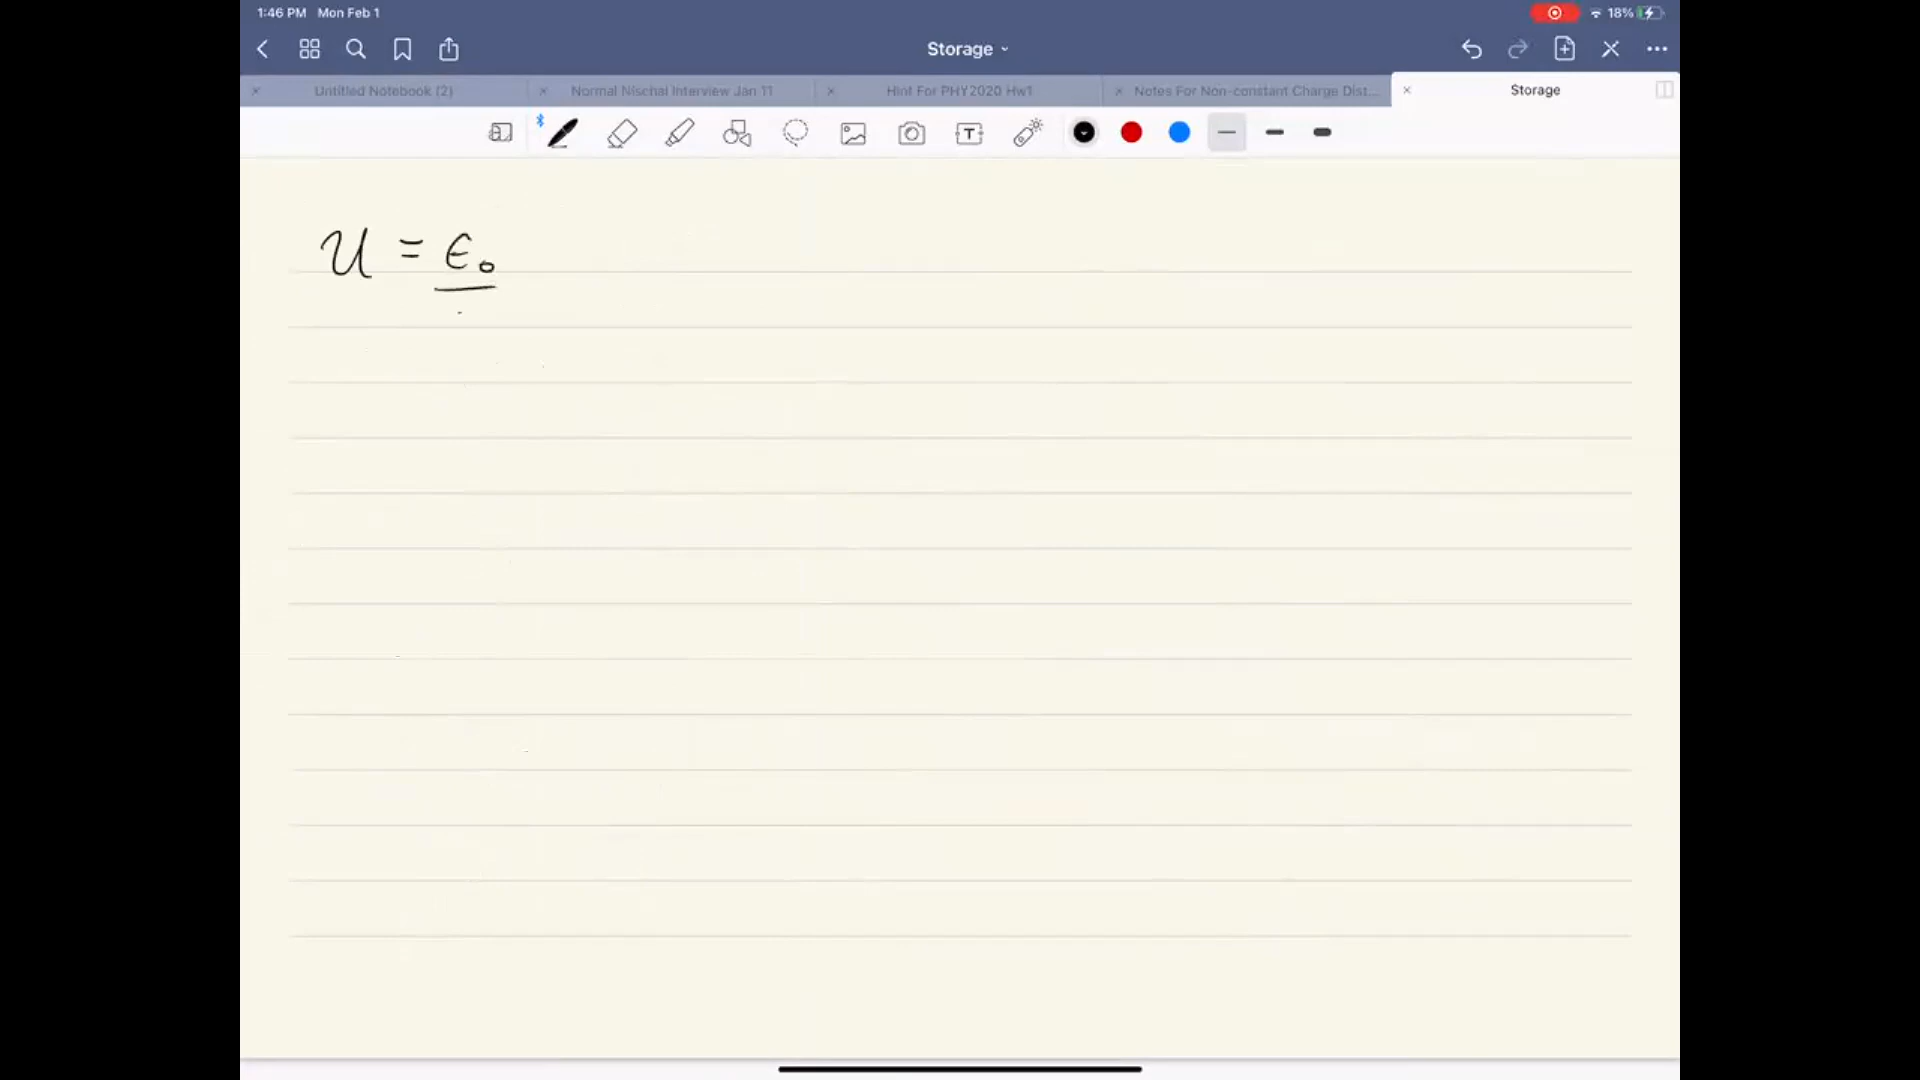 1:46 PM Mon Feb 1
18%
Storage
Untitled Notebook (2)
Normal Nischal Interview Jan 11
Hint For PHY2020 Hw1
Notes For Non-constant Charge Dist...
Storage
T
U = ϵ₀